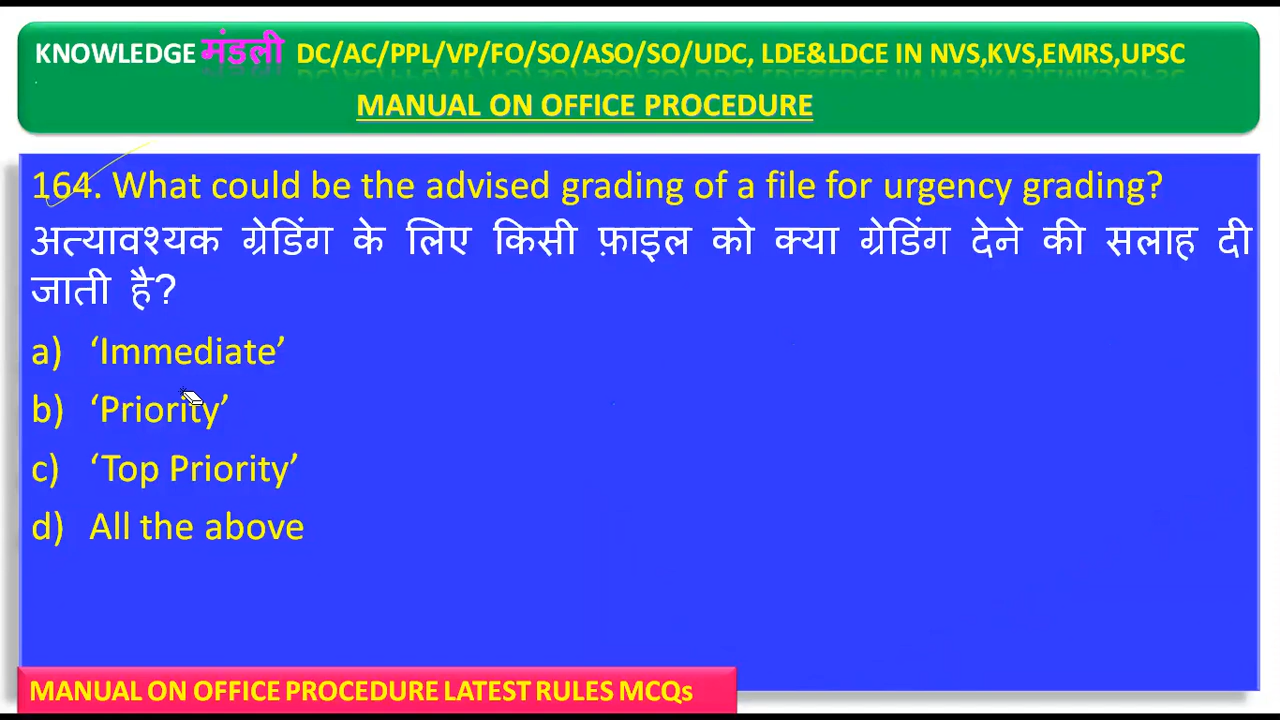 KNOWLEDGE मंडली DC/AC/PPL/VP/FO/SO/ASO/SO/UDC, LDE&LDCE IN NVS,KVS,EMRS,UPSC
MANUAL ON OFFICE PROCEDURE
164. What could be the advised grading of a file for urgency grading?
अत्यावश्यक ग्रेडिंग के लिए किसी फ़ाइल को क्या ग्रेडिंग देने की सलाह दी
जाती है?
a) ‘Immediate’
b) ‘Priority’
c) ‘Top Priority’
d) All the above
MANUAL ON OFFICE PROCEDURE LATEST RULES MCQs